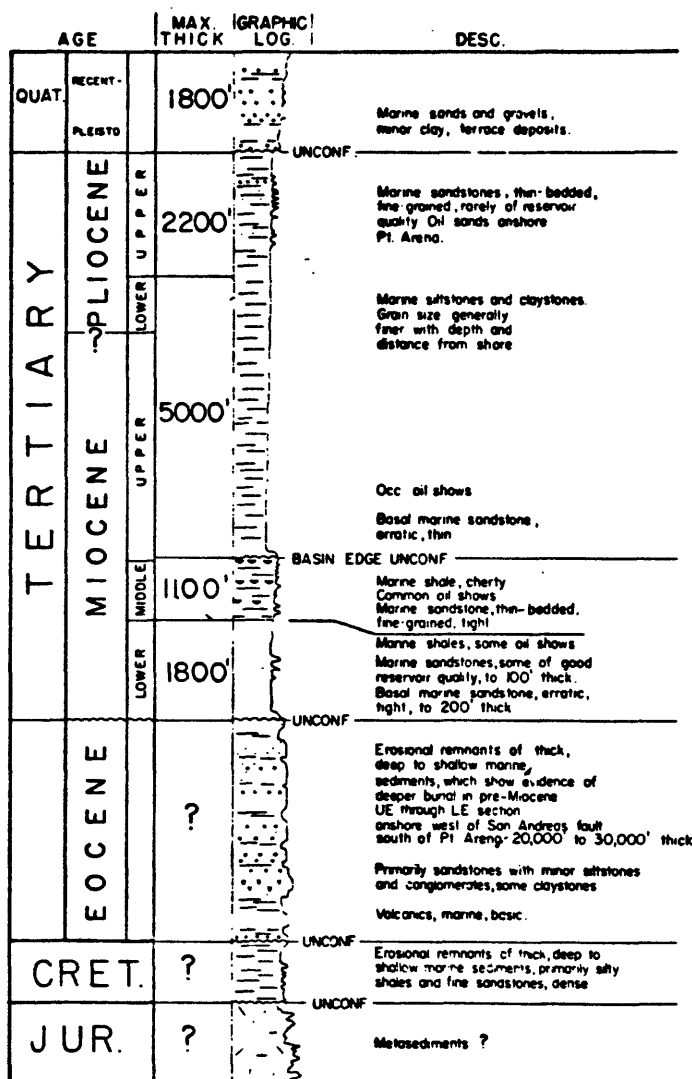 AGE
MAX. THICK
GRAPHIC LOG.
DESC.
QUAT.
RECENT-
PLEISTO
1800'
Marine sands and gravels,
minor clay, terrace deposits.
UNCONF.
TERTIARY
PLIOCENE
UPPER
2200'
Marine sandstones, thin-bedded,
fine-grained, rarely of reservoir
quality Oil sands onshore
Pt. Arena.
LOWER
Marine siltstones and claystones.
Grain size generally
finer with depth and
distance from shore
?
MIOCENE
UPPER
5000'
Occ oil shows
Basal marine sandstone,
erratic, thin
BASIN EDGE UNCONF
MIDDLE
1100'
Marine shale, cherty
Common oil shows
Marine sandstone, thin-bedded,
fine-grained, tight
LOWER
1800'
Marine shales, some oil shows
Marine sandstones, some of good
reservoir quality, to 100' thick.
Basal marine sandstone, erratic,
tight, to 200' thick
UNCONF
EOCENE
?
Erosional remnants of thick,
deep to shallow marine,
sediments, which show evidence of
deeper burial in pre-Miocene
UE through LE section
onshore west of San Andreas fault
south of Pt Arena- 20,000' to 30,000' thick
Primarily sandstones with minor siltstones
and conglomerates, some claystones
Volcanics, marine, basic.
UNCONF
CRET.
?
Erosional remnants of thick, deep to
shallow marine sediments, primarily silty
shales and fine sandstones, dense
UNCONF
JUR.
?
Metasediments ?